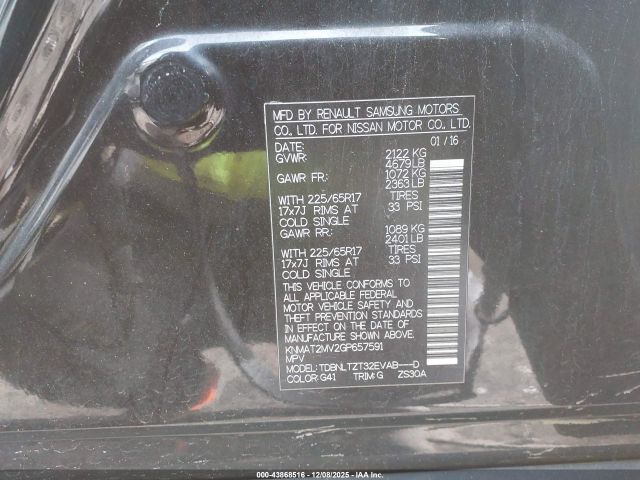 MFD BY RENAULT SAMSUNG MOTORS
CO., LTD. FOR NISSAN MOTOR CO., LTD.
DATE: 01/16
GVWR: 2122 KG
4679 LB
GAWR FR: 1072 KG
2363 LB
WITH 225/65R17 TIRES
17x7J RIMS AT 33 PSI
COLD SINGLE
GAWR RR: 1089 KG
2401 LB
WITH 225/65R17 TIRES
17x7J RIMS AT 33 PSI
COLD SINGLE
THIS VEHICLE CONFORMS TO
ALL APPLICABLE FEDERAL
MOTOR VEHICLE SAFETY AND
THEFT PREVENTION STANDARDS
IN EFFECT ON THE DATE OF
MANUFACTURE SHOWN ABOVE.
KNMAT2MV2GP657591
MPV
MODEL: TDBNLTZT32EVAB---D
COLOR: G41 TRIM: G ZS30A
000-43868516 - 12/08/2025 - IAA Inc.